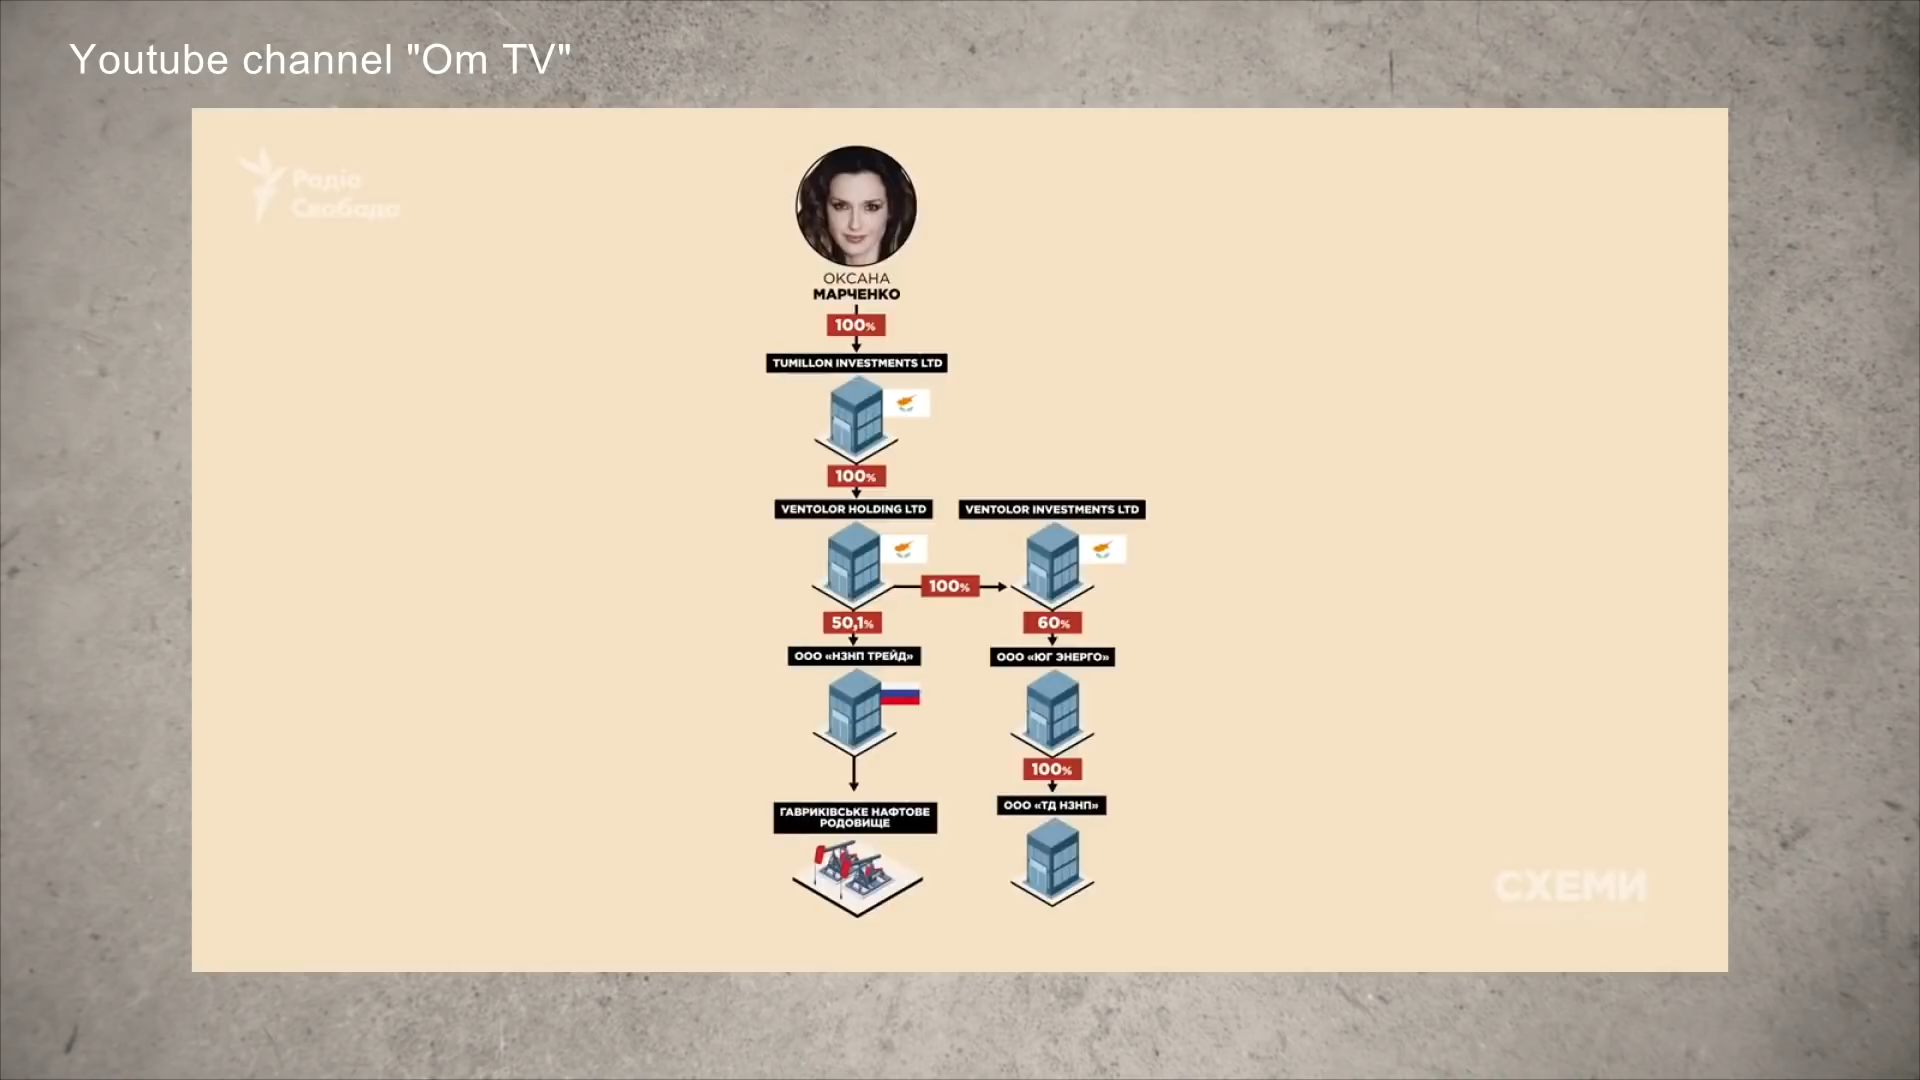 Youtube channel "Om TV"
Радіо
Свобода
ОКСАНА
МАРЧЕНКО
100%
TUMILLON INVESTMENTS LTD
100%
VENTOLOR HOLDING LTD
VENTOLOR INVESTMENTS LTD
100%
50,1%
60%
ООО «НЗНП ТРЕЙД»
ООО «ЮГ ЭНЕРГО»
100%
ГАВРИКІВСЬКЕ НАФТОВЕ
РОДОВИЩЕ
ООО «ТД НЗНП»
СХЕМИ